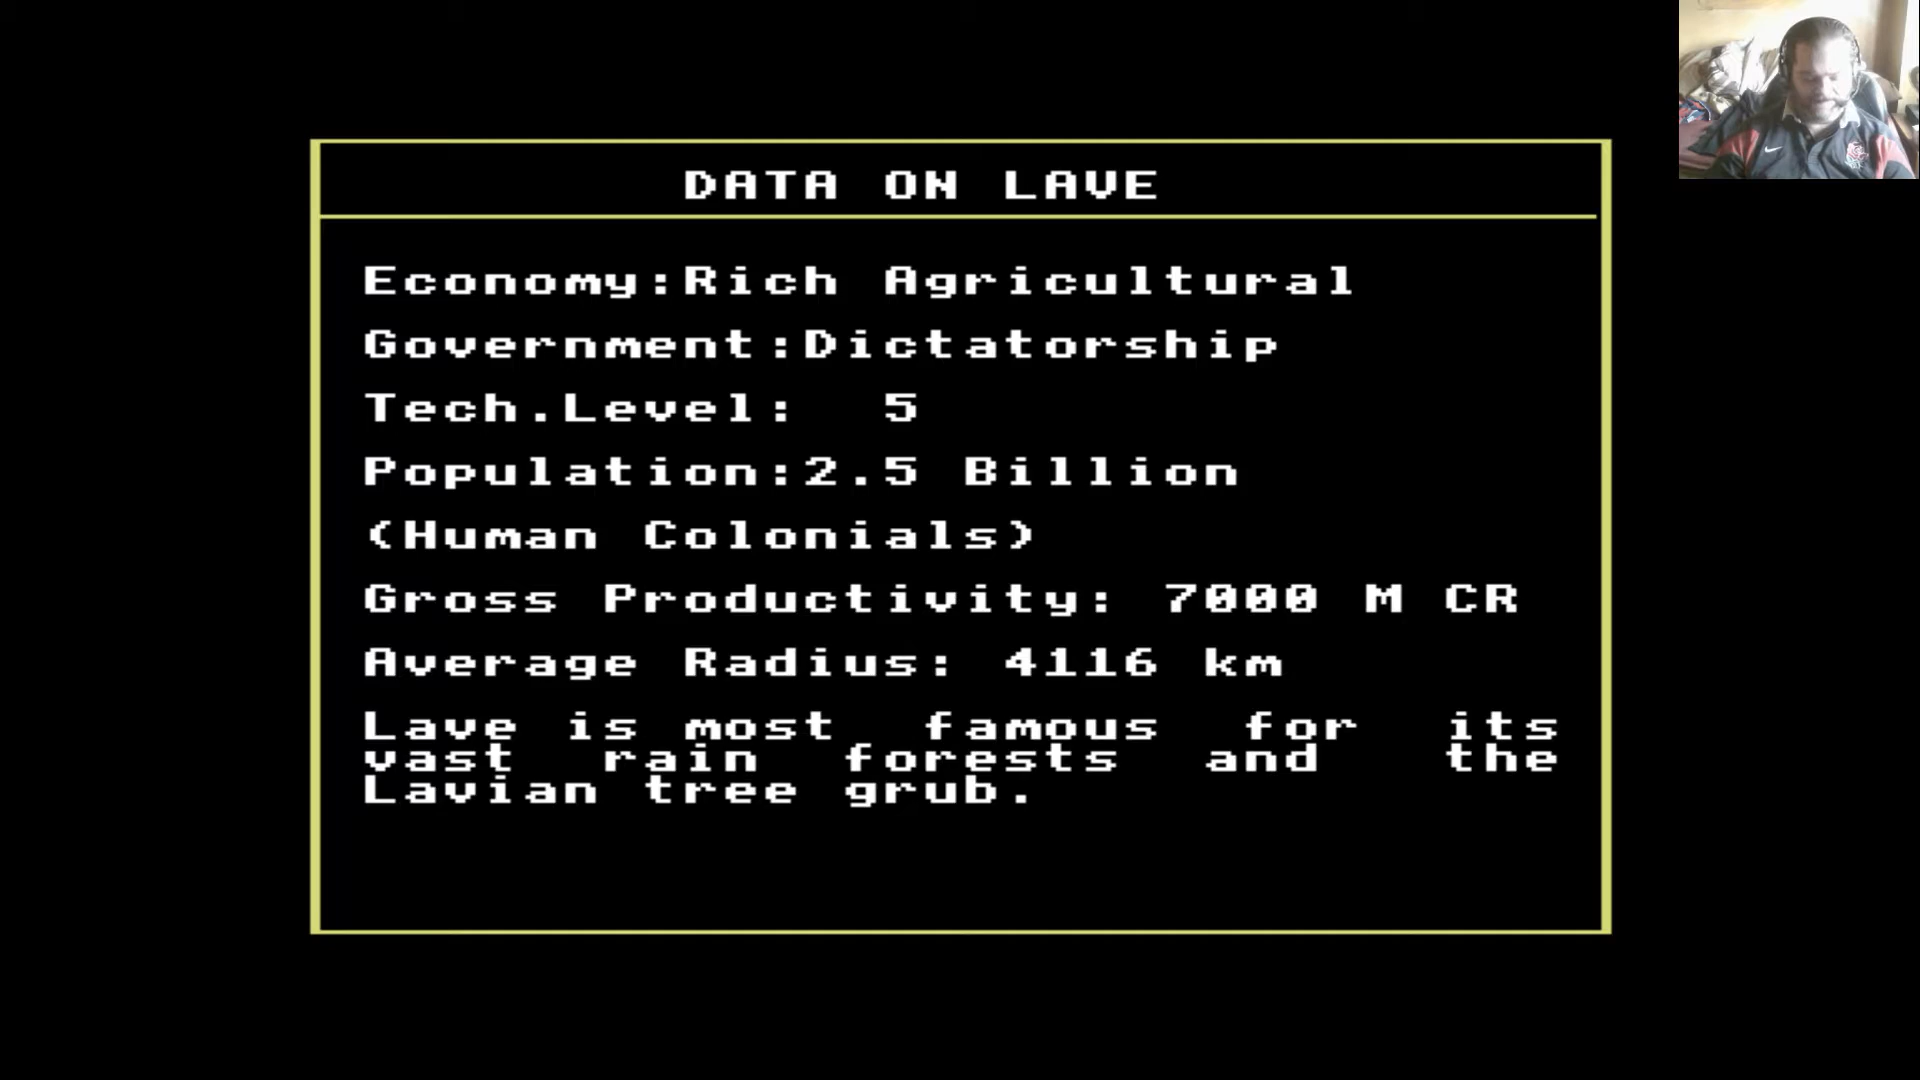 DATA ON LAVE
Economy:Rich Agricultural
Government:Dictatorship
Tech.Level: 5
Population:2.5 Billion
(Human Colonials)
Gross Productivity: 7000 M CR
Average Radius: 4116 km
Lave is most famous for its
vast rain forests and the
Lavian tree grub.